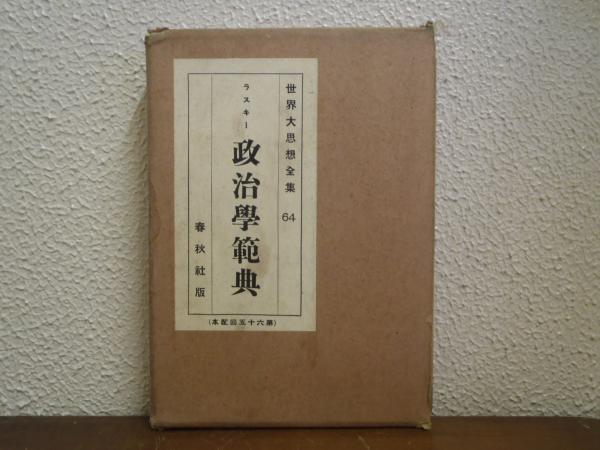 世界大思想全集 64
ラスキー
政治學範典
春秋社版
(第六十五回配本)